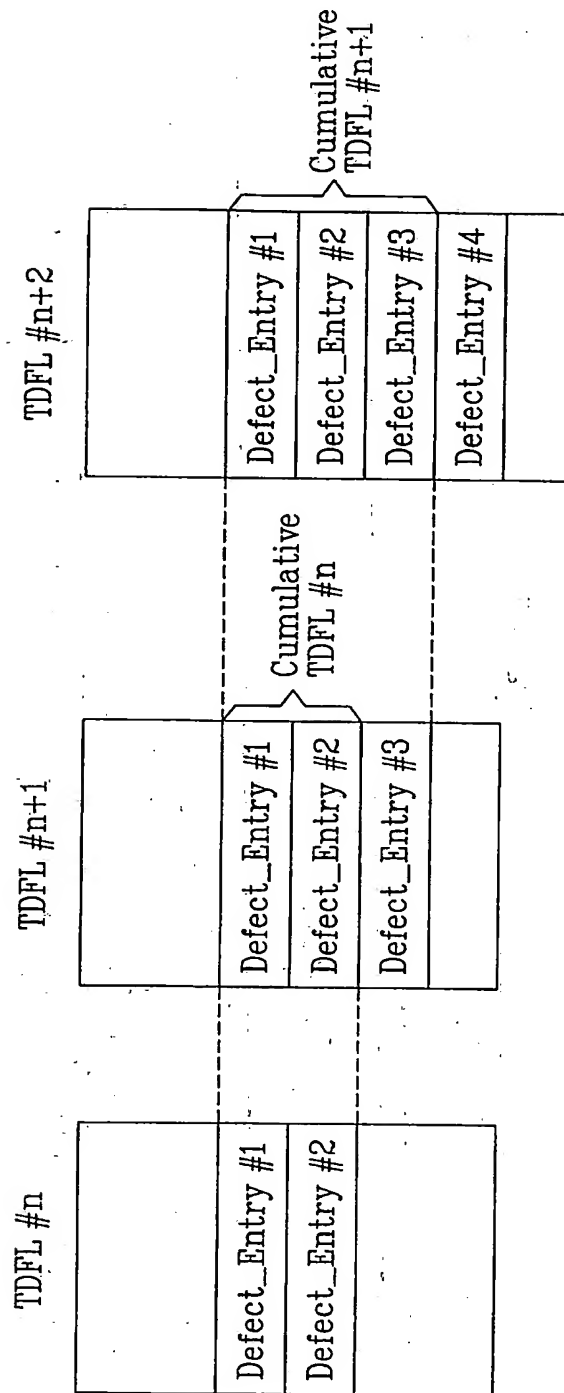 TDFL #n
Defect_Entry #1
Defect_Entry #2
TDFL #n+1
Defect_Entry #1
Defect_Entry #2
Defect_Entry #3
Cumulative
TDFL #n
TDFL #n+2
Defect_Entry #1
Defect_Entry #2
Defect_Entry #3
Defect_Entry #4
Cumulative
TDFL #n+1